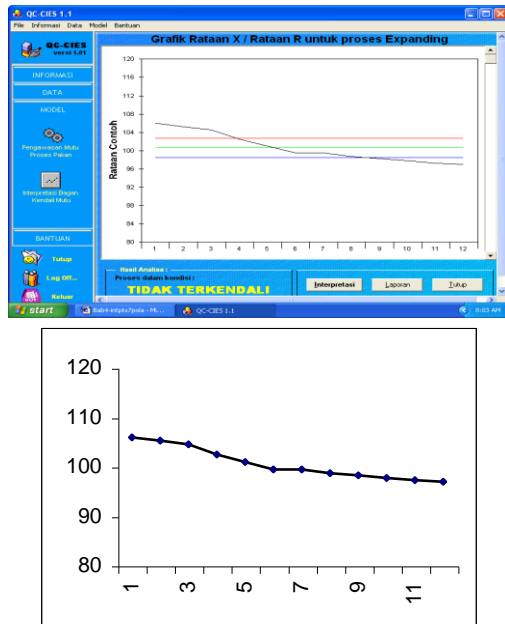 QC-CIES 1.1
File Informasi Data Model Bantuan
QC-CIES
versi 1.01
INFORMASI
DATA
MODEL
Pengawasan Mutu
Proses Pakan
Interpretasi Bagan
Kendali Mutu
BANTUAN
Tutup
Log Off...
Keluar
Grafik Rataan X / Rataan R untuk proses Expanding
Rataan Contoh
120
116
112
108
104
100
96
92
88
84
80
1 2 3 4 5 6 7 8 9 10 11 12
Hasil Analisa :
Proses dalam kondisi :
TIDAK TERKENDALI
Interpretasi Laporan Tutup
start
QC-CIES 1.1
8:03 AM
120
110
100
90
80
1 3 5 7 9 11